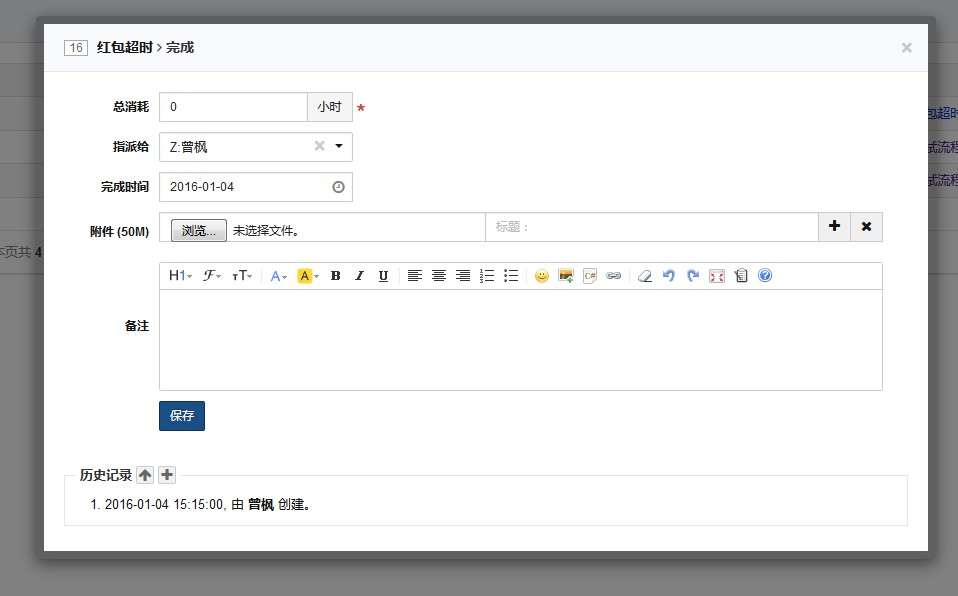 16 红包超时 > 完成 ×
总消耗 0 小时 *
包超时
指派给 Z:曾枫
试流程
完成时间 2016-01-04
试流程
附件 (50M) 浏览... 未选择文件。 标题：
本页共 4
H1 F TT A A B I U C#
备注
保存
历史记录
1. 2016-01-04 15:15:00, 由 曾枫 创建。